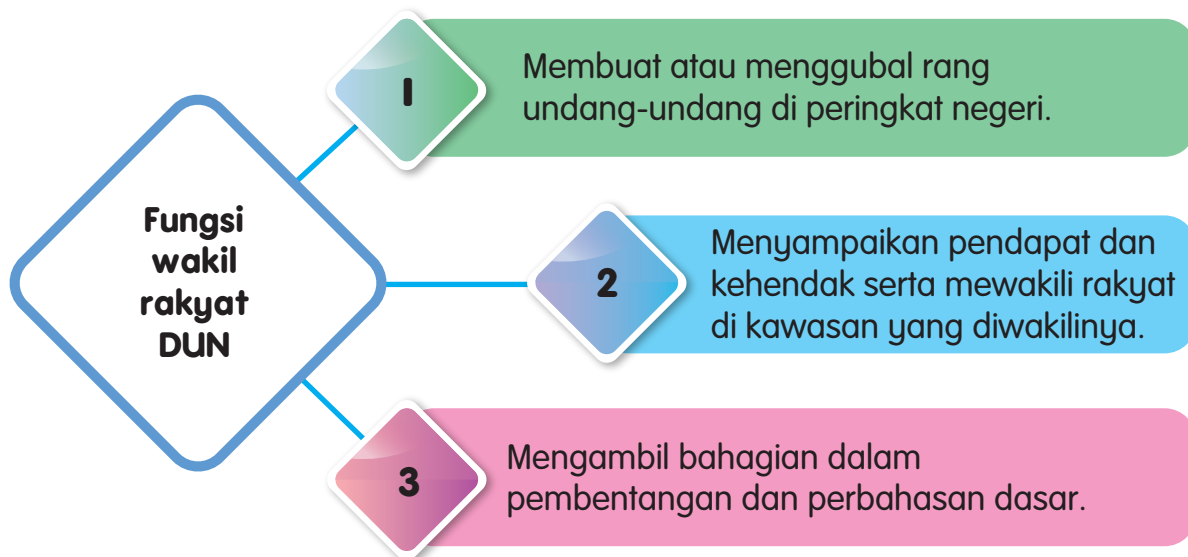 Fungsi
wakil
rakyat
DUN
1
Membuat atau menggubal rang
undang-undang di peringkat negeri.
2
Menyampaikan pendapat dan
kehendak serta mewakili rakyat
di kawasan yang diwakilinya.
3
Mengambil bahagian dalam
pembentangan dan perbahasan dasar.